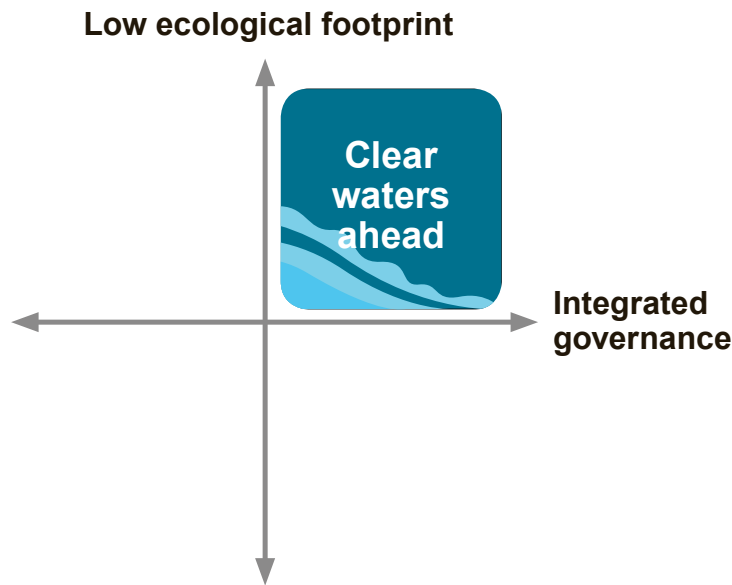 Low ecological footprint
Clear
waters
ahead
Integrated
governance